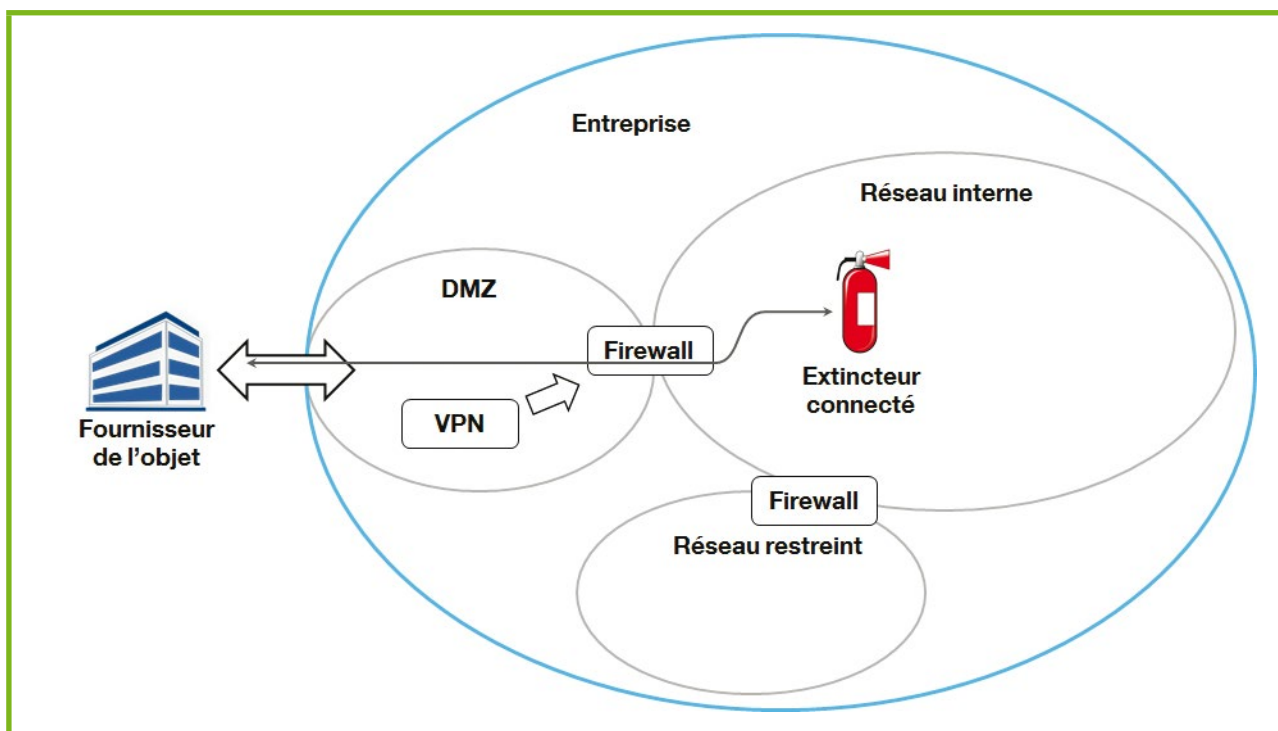 Entreprise
Réseau interne
DMZ
Firewall
Extincteur
connecté
VPN
Fournisseur
de l'objet
Firewall
Réseau restreint